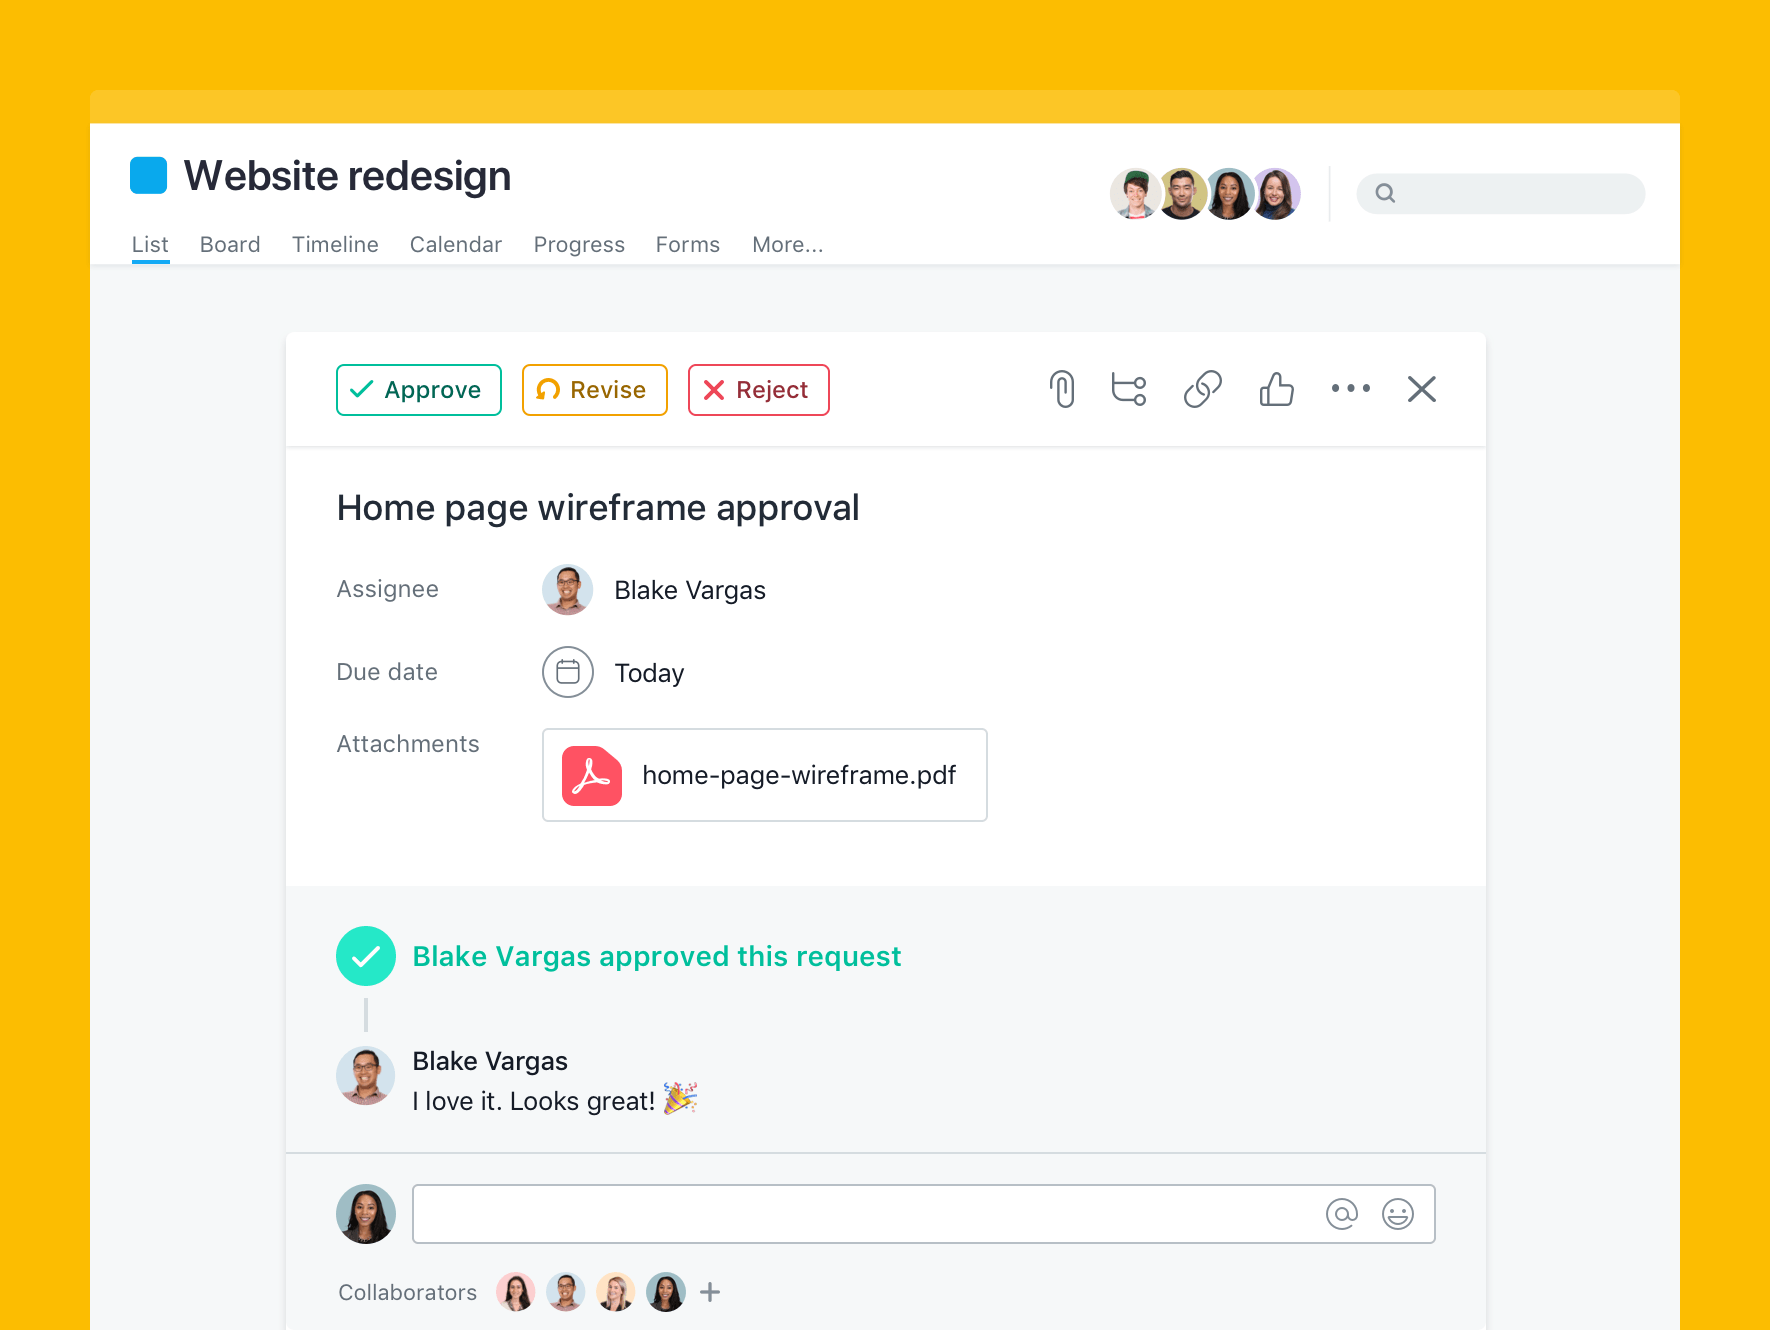 Website redesign
List Board Timeline Calendar Progress Forms More...
Approve Revise Reject
Home page wireframe approval
Assignee Blake Vargas
Due date Today
Attachments
home-page-wireframe.pdf
Blake Vargas approved this request
Blake Vargas
I love it. Looks great! 🎉
Collaborators